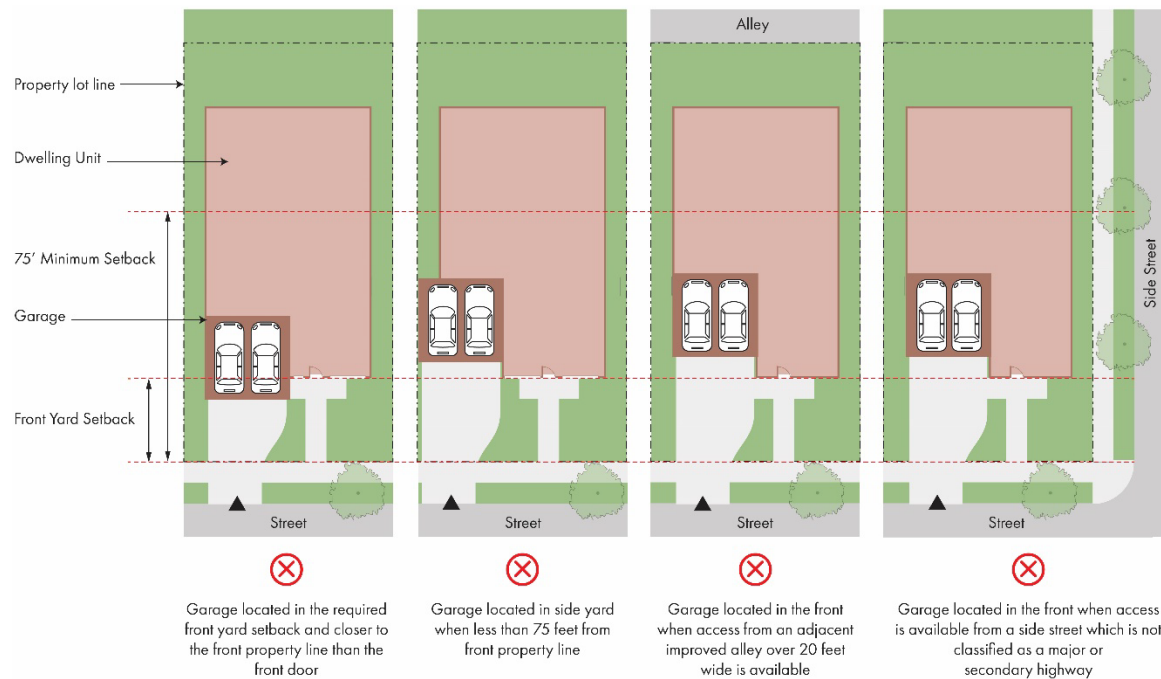 Alley
Property lot line
Dwelling Unit
75' Minimum Setback
Garage
Front Yard Setback
Side Street
Street
Street
Street
Street
Garage located in the required
front yard setback and closer to
the front property line than the
front door
Garage located in side yard
when less than 75 feet from
front property line
Garage located in the front
when access from an adjacent
improved alley over 20 feet
wide is available
Garage located in the front when access
is available from a side street which is not
classified as a major or
secondary highway